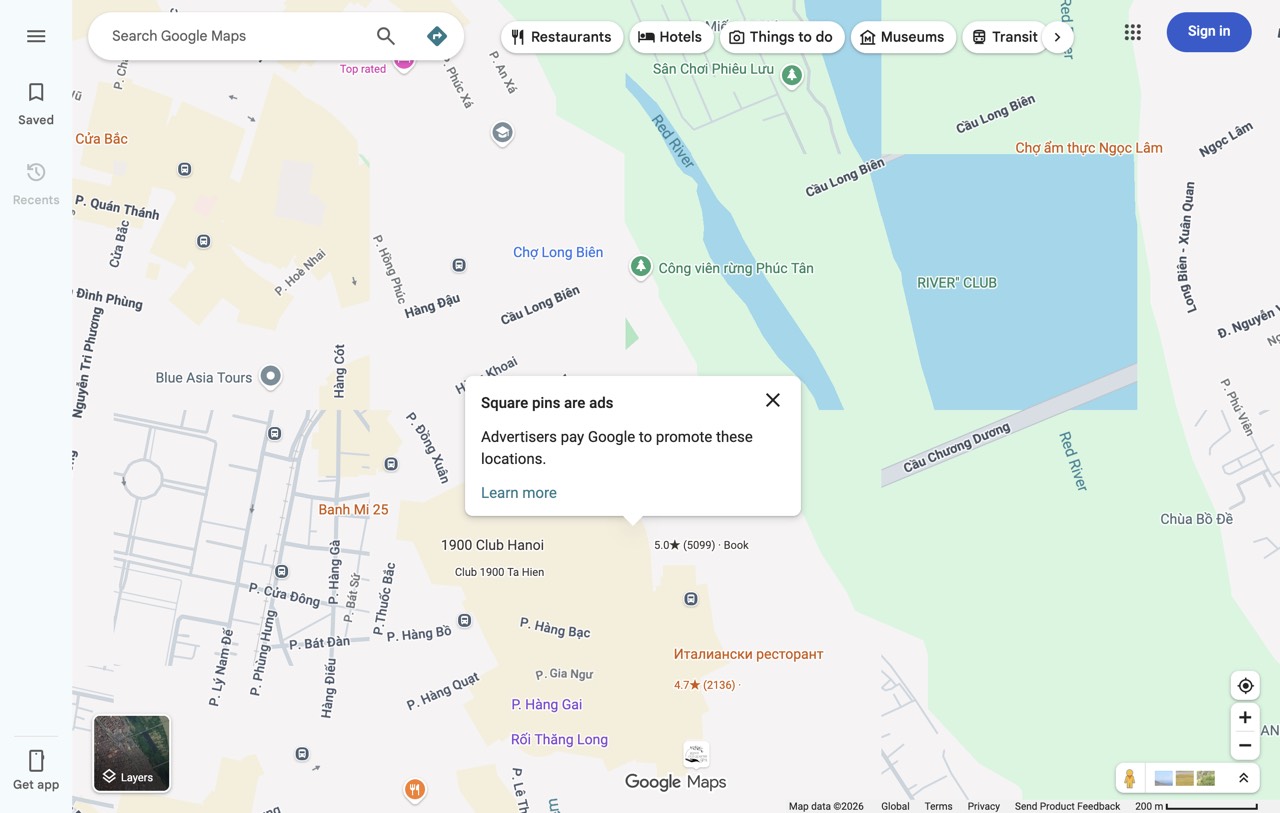 Search Google Maps
Restaurants
Hotels
Things to do
Museums
Transit
Sign in
Saved
Recents
Get app
Layers
Top rated
P. Phúc Xá
P. An Xá
Sân Chơi Phiêu Lưu
Red River
Cầu Long Biên
Chợ ẩm thực Ngọc Lâm
Ngọc Lâm
Cửa Bắc
Red River
Cầu Long Biên
P. Quán Thánh
Cửa Bắc
P. Hoè Nhai
P. Hồng Phúc
Chợ Long Biên
Công viên rừng Phúc Tân
RIVER" CLUB
Long Biên - Xuân Quan
Đình Phùng
Hàng Đậu
Cầu Long Biên
Nguyễn Tri Phương
Hàng Cót
Blue Asia Tours
Khoai
Square pins are ads
Advertisers pay Google to promote these
locations.
Learn more
P. Đồng Xuân
P. Phú Viên
Cầu Chương Dương
Red River
Banh Mi 25
Chùa Bồ Đề
1900 Club Hanoi
Club 1900 Ta Hien
5.0★ (5099) · Book
P. Hàng Gà
P. Cửa Đông
P. Bát Sứ
P. Thuốc Bắc
P. Hàng Bồ
P. Hàng Bạc
P. Bát Đàn
P. Lý Nam Đế
P. Phùng Hưng
Hàng Điếu
P. Hàng Quạt
P. Gia Ngư
Италиански ресторант
4.7★ (2136) ·
P. Hàng Gai
Rối Thăng Long
Google Maps
Map data ©2026
Global
Terms
Privacy
Send Product Feedback
200 m